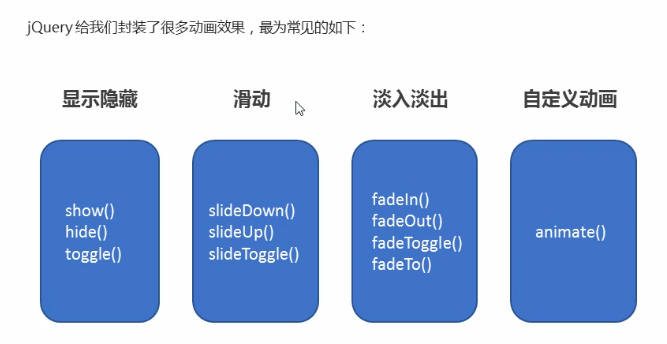 jQuery 给我们封装了很多动画效果，最为常见的如下：
显示隐藏
show()
hide()
toggle()
滑动
slideDown()
slideUp()
slideToggle()
淡入淡出
fadeIn()
fadeOut()
fadeToggle()
fadeTo()
自定义动画
animate()